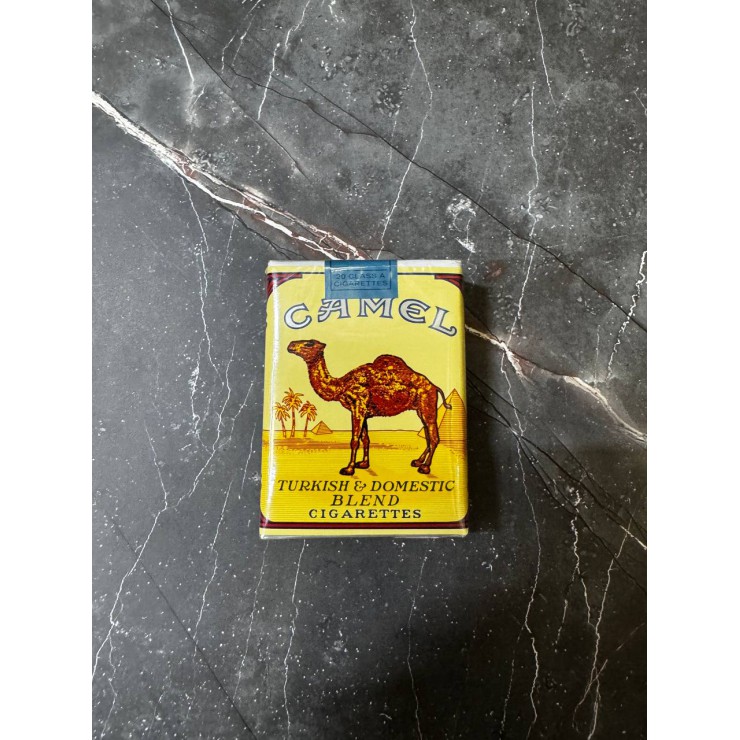 20 CLASS A
CIGARETTES
CAMEL
TURKISH & DOMESTIC
BLEND
CIGARETTES